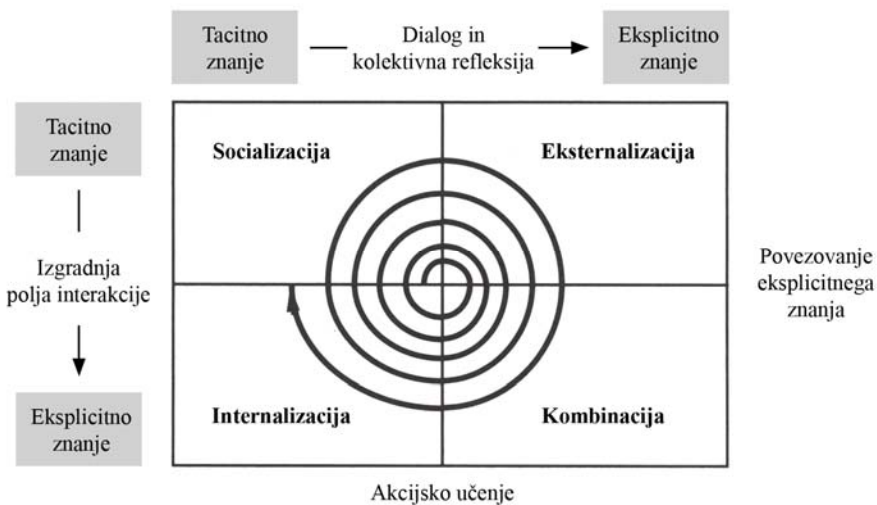 Tacitno
znanje
Dialog in
kolektivna refleksija
Eksplicitno
znanje
Tacitno
znanje
Socializacija
Eksternalizacija
Izgradnja
polja interakcije
Povezovanje
eksplicitnega
znanja
Eksplicitno
znanje
Internalizacija
Kombinacija
Akcijsko učenje